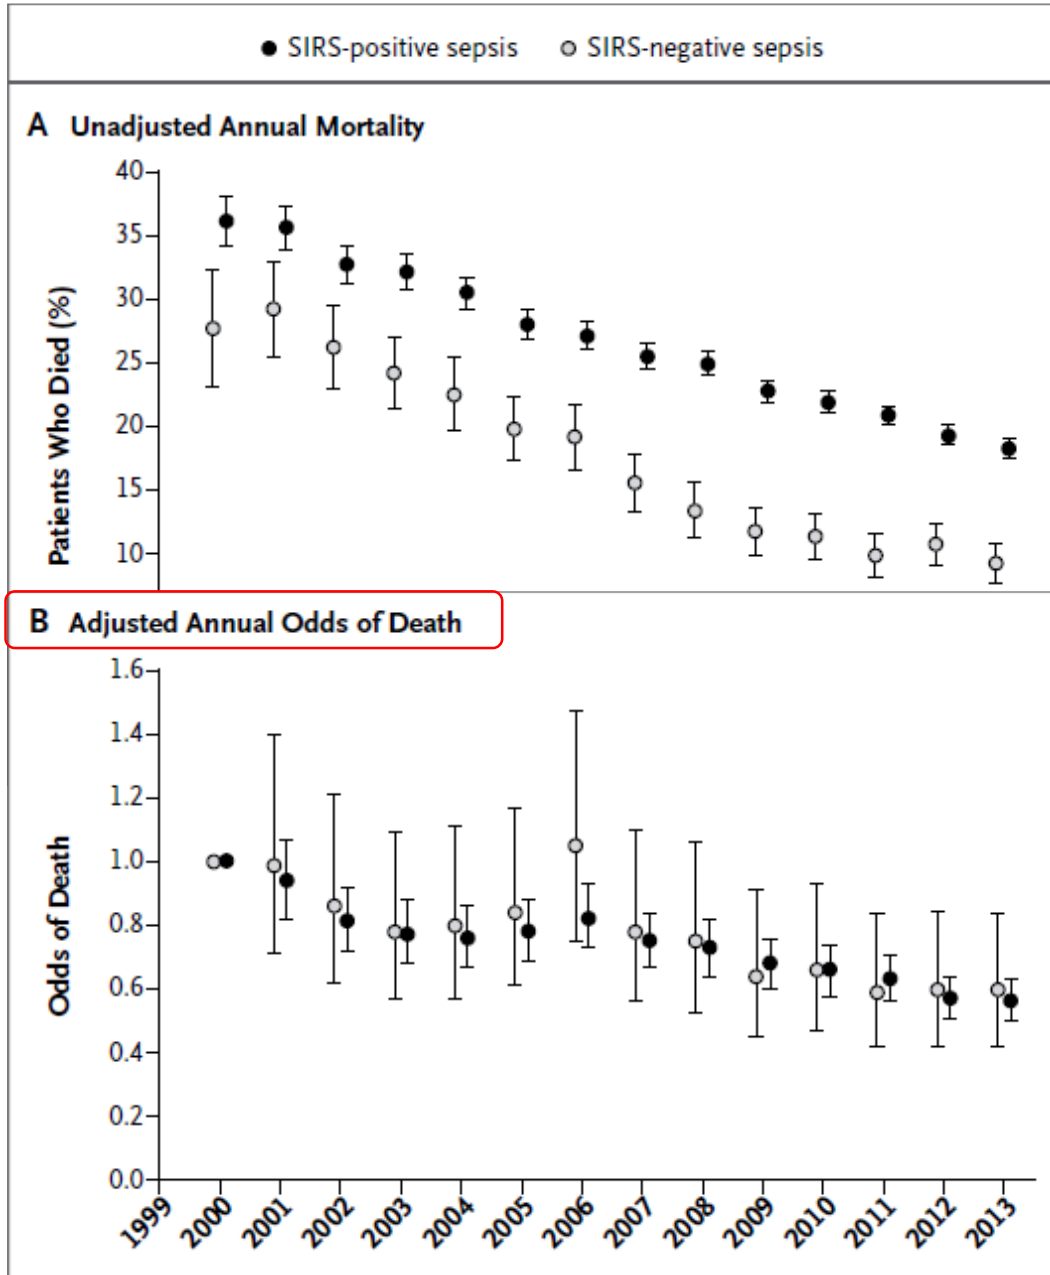 SIRS-positive sepsis SIRS-negative sepsis
A Unadjusted Annual Mortality
40
35
30
25
20
15
10
Patients Who Died (%)
B Adjusted Annual Odds of Death
1.6
1.4
1.2
1.0
0.8
0.6
0.4
0.2
0.0
Odds of Death
1999 2000 2001 2002 2003 2004 2005 2006 2007 2008 2009 2010 2011 2012 2013